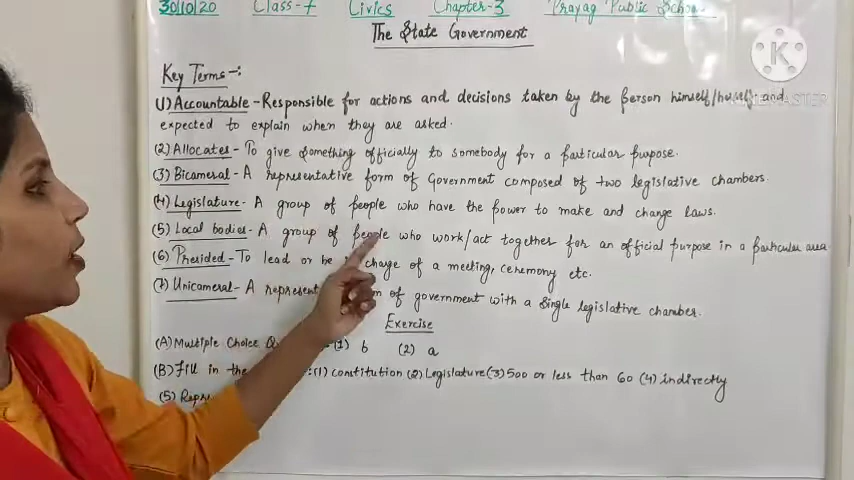 30/10/20 Class-7 Civics Chapter-3 Prayag Public School
The State Government
Key Terms-:
(1) Accountable - Responsible for actions and decisions taken by the person himself/herself and
expected to explain when they are asked.
(2) Allocates - To give something officially to somebody for a particular purpose.
(3) Bicameral - A representative form of Government composed of two legislative chambers.
(4) Legislature - A group of people who have the power to make and change laws.
(5) Local bodies - A group of people who work/act together for an official purpose in a particular area.
(6) Presided - To lead or be charge of a meeting, ceremony etc.
(7) Unicameral - A of government with a single legislative chamber.
Exercise
(A) Multiple Choice (1) b (2) a
(B) Fill in the : (1) constitution (2) Legislature (3) 500 or less than 60 (4) indirectly
(5)
K
KINEMASTER